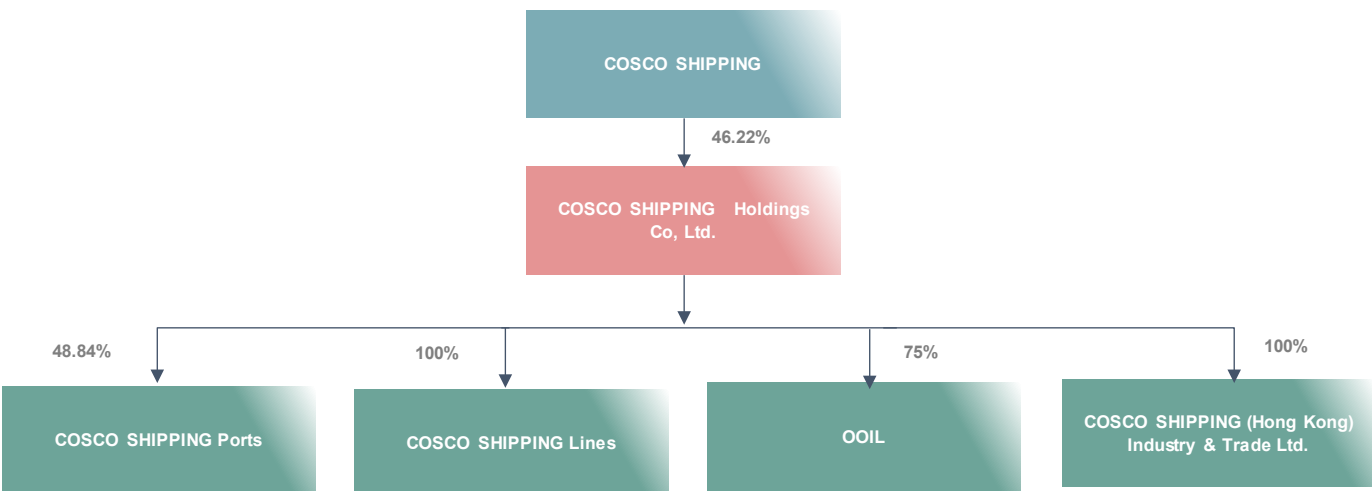 COSCO SHIPPING
46.22%
COSCO SHIPPING Holdings
Co, Ltd.
48.84%
100%
75%
100%
COSCO SHIPPING Ports
COSCO SHIPPING Lines
OOIL
COSCO SHIPPING (Hong Kong)
Industry & Trade Ltd.